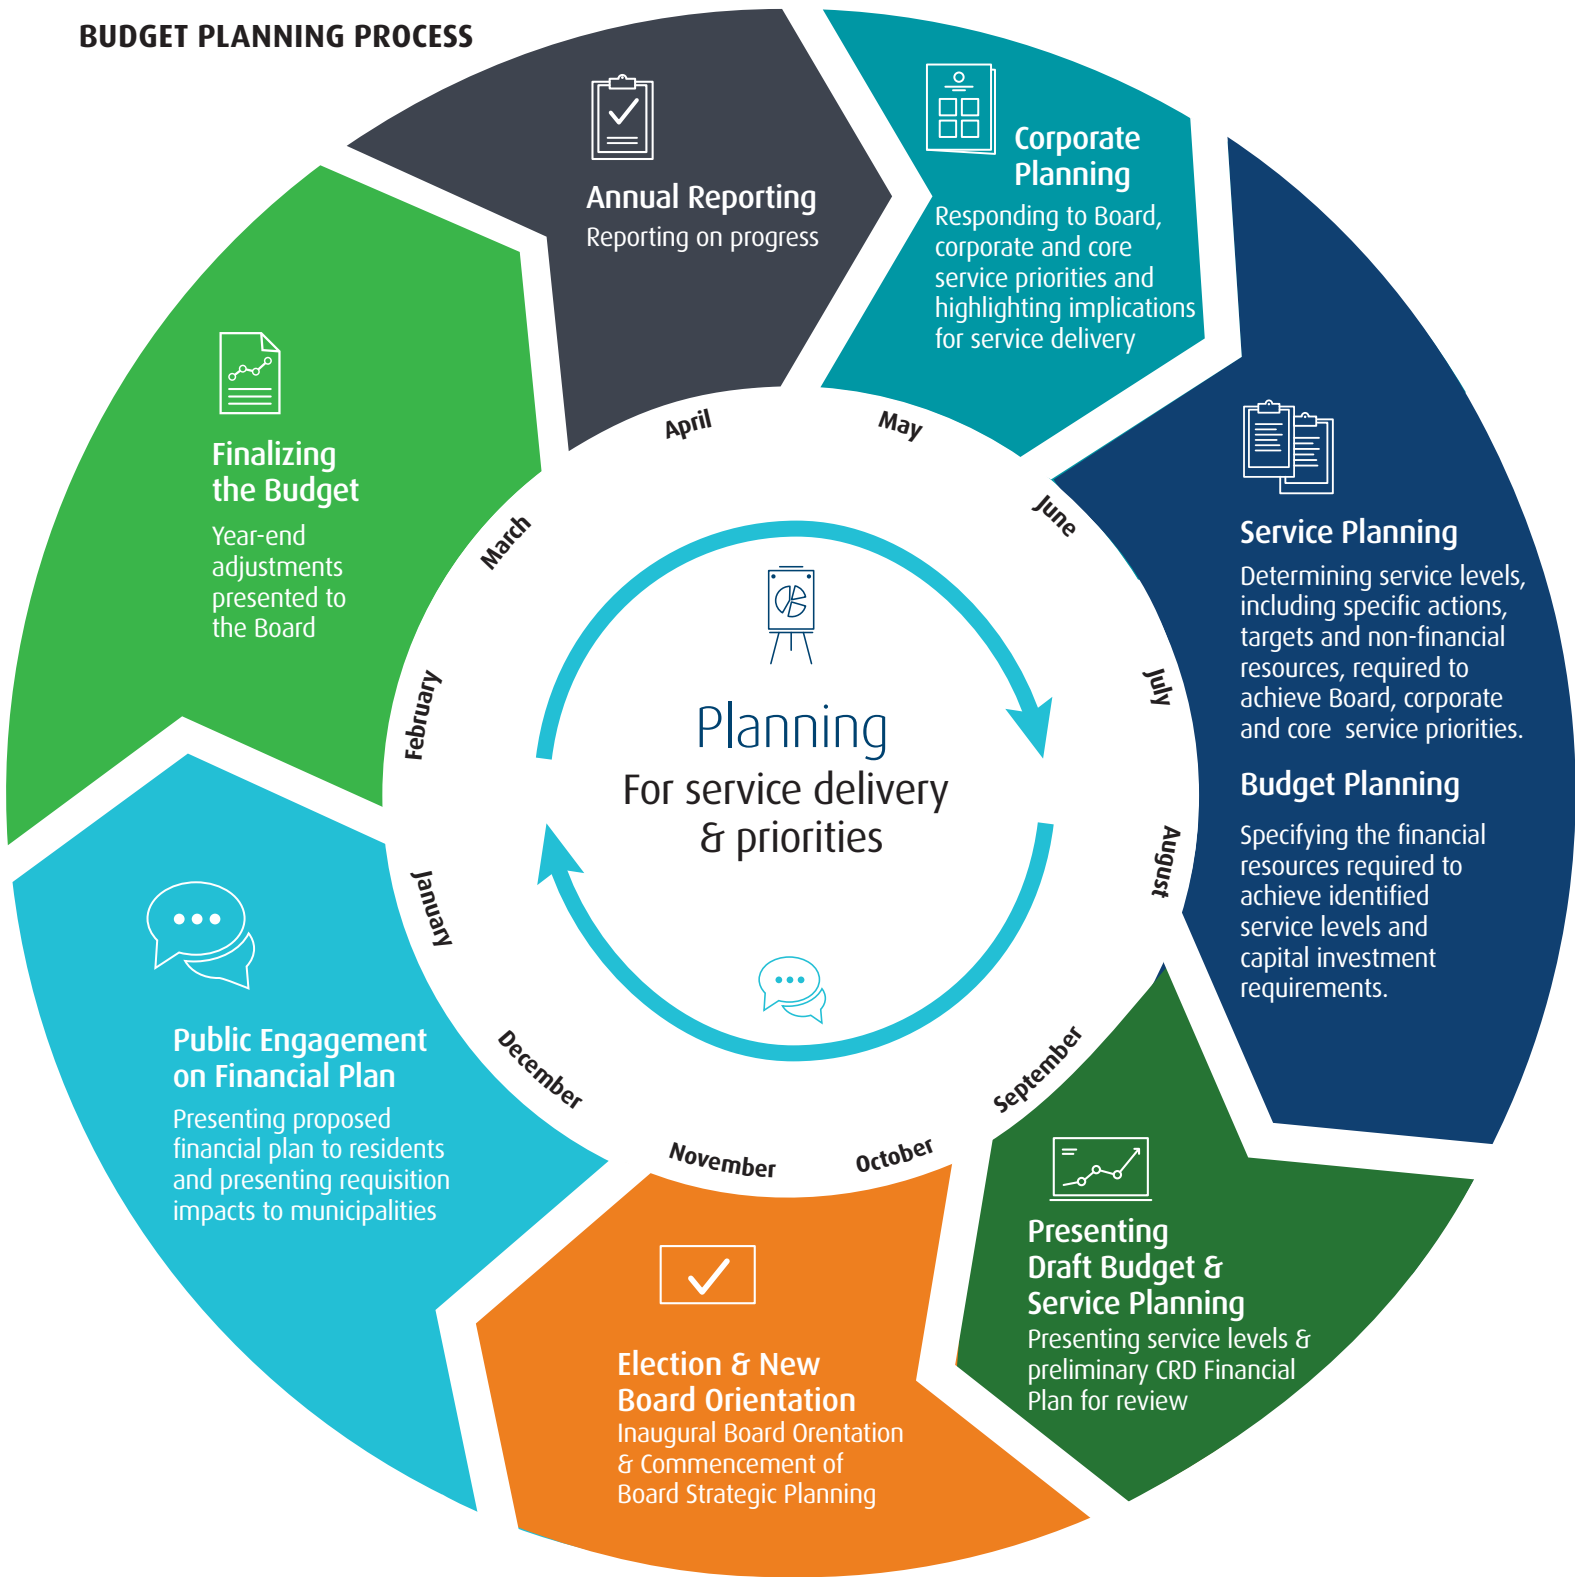 BUDGET PLANNING PROCESS
Annual Reporting
Reporting on progress
Corporate
Planning
Responding to Board,
corporate and core
service priorities and
highlighting implications
for service delivery
Service Planning
Determining service levels,
including specific actions,
targets and non-financial
resources, required to
achieve Board, corporate
and core service priorities.
Budget Planning
Specifying the financial
resources required to
achieve identified
service levels and
capital investment
requirements.
Presenting
Draft Budget &
Service Planning
Presenting service levels &
preliminary CRD Financial
Plan for review
Election & New
Board Orientation
Inaugural Board Orentation
& Commencement of
Board Strategic Planning
Public Engagement
on Financial Plan
Presenting proposed
financial plan to residents
and presenting requisition
impacts to municipalities
Finalizing
the Budget
Year-end
adjustments
presented to
the Board
April
May
June
July
August
September
October
November
December
January
February
March
Planning
For service delivery
& priorities